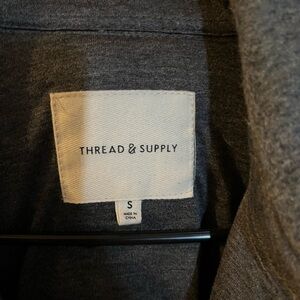 THREAD & SUPPLY
S
MADE IN
CHINA